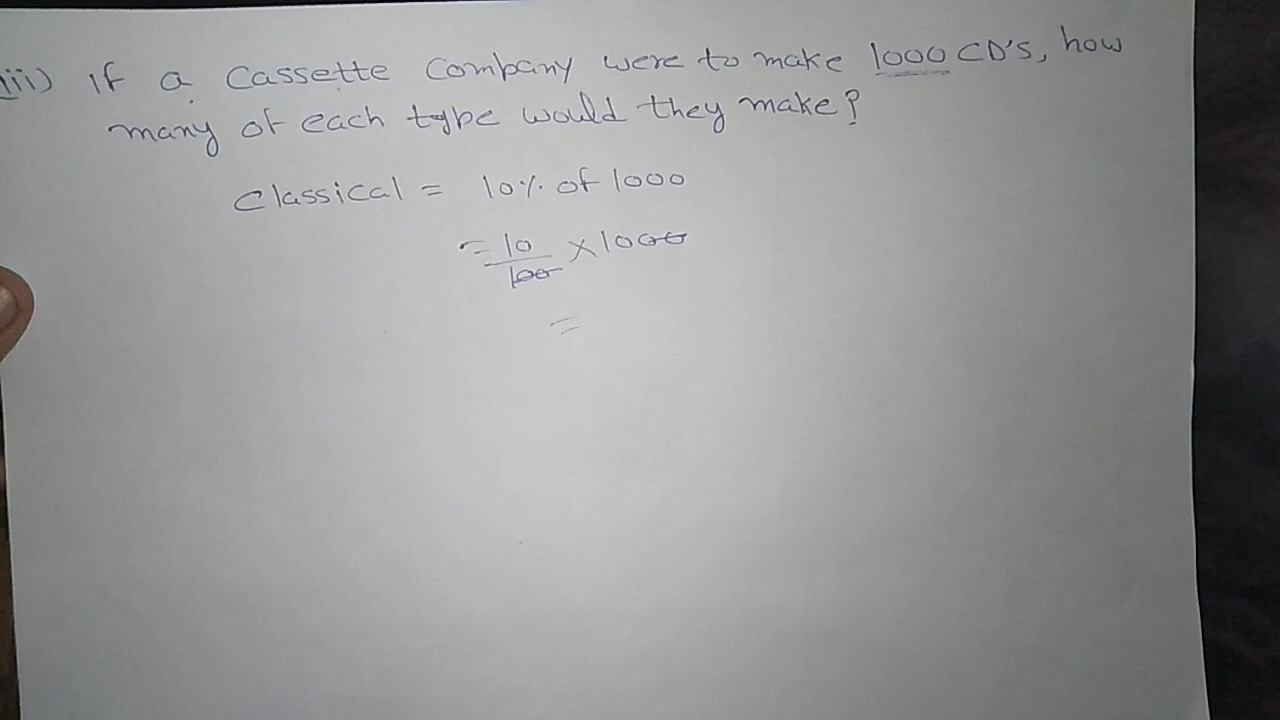 iii) If a Cassette Company were to make 1000 CD'S, how
many of each type would they make?
Classical = 10% of 1000
= 10/100 × 1000
=